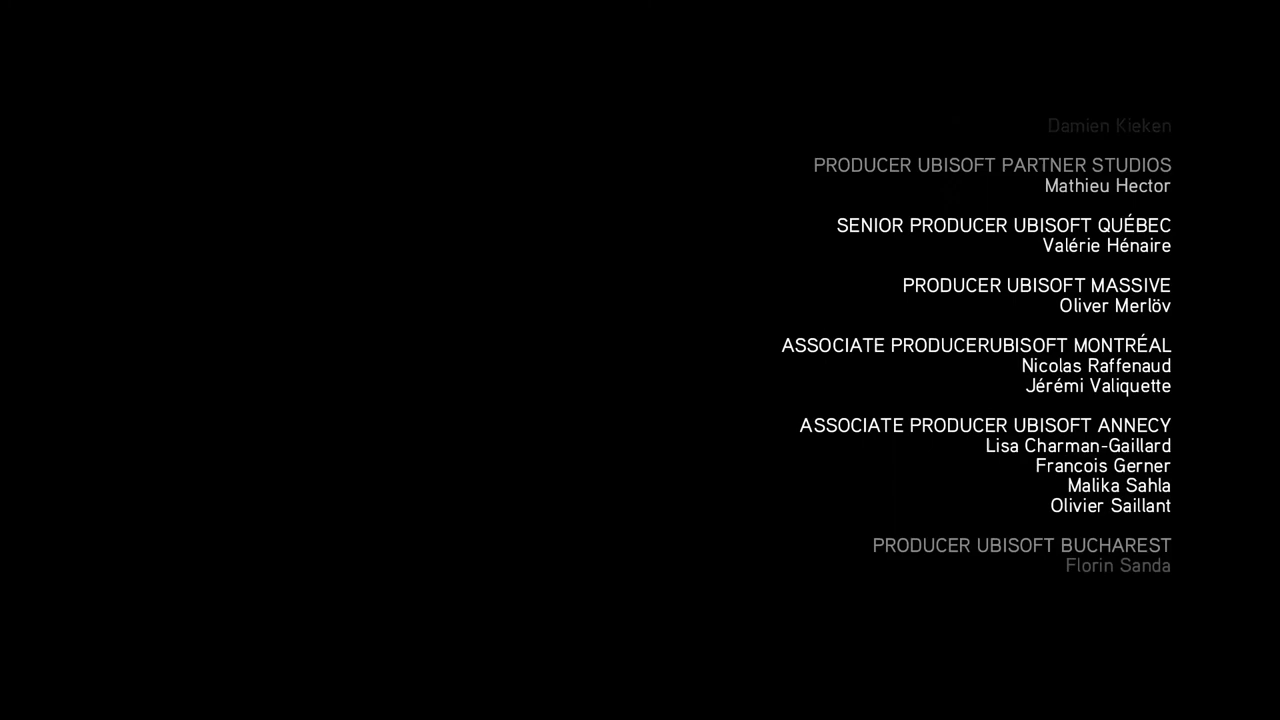 Damien Kieken
PRODUCER UBISOFT PARTNER STUDIOS
Mathieu Hector
SENIOR PRODUCER UBISOFT QUÉBEC
Valérie Hénaire
PRODUCER UBISOFT MASSIVE
Oliver Merlöv
ASSOCIATE PRODUCERUBISOFT MONTRÉAL
Nicolas Raffenaud
Jérémi Valiquette
ASSOCIATE PRODUCER UBISOFT ANNECY
Lisa Charman-Gaillard
Francois Gerner
Malika Sahla
Olivier Saillant
PRODUCER UBISOFT BUCHAREST
Florin Sanda